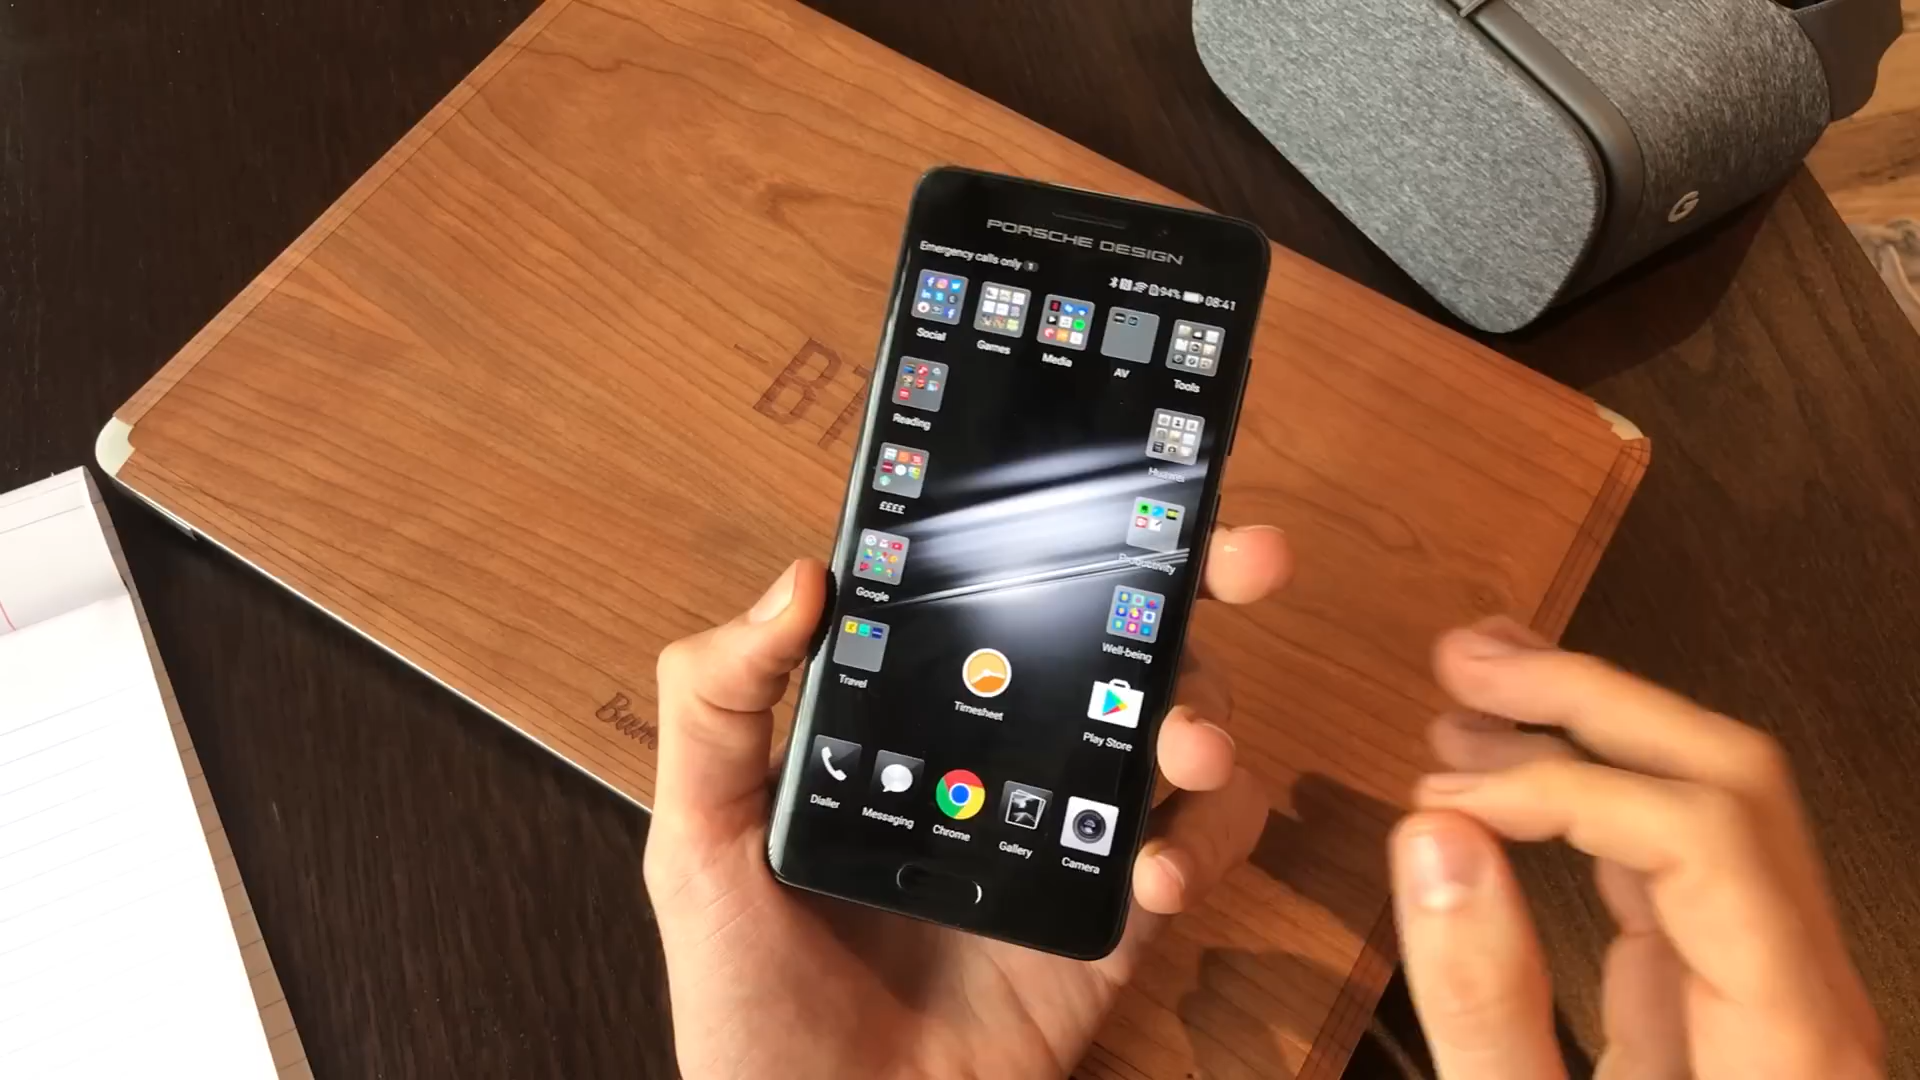 PORSCHE DESIGN
Emergency calls only
94% 08:41
Social Games Media AV Tools
Reading Huawei
££££ Productivity
Google Well-being
Travel Timesheet Play Store
Dialler Messaging Chrome Gallery Camera
G